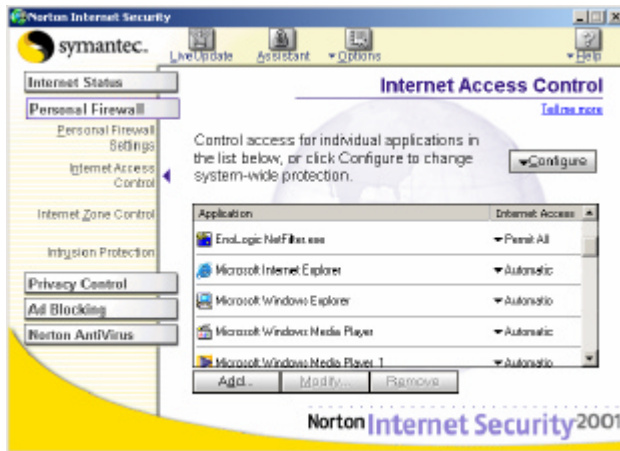 Norton Internet Security
symantec.
LiveUpdate Assistant Options Help
Internet Status
Personal Firewall
Personal Firewall
Settings
Internet Access
Control
Internet Zone Control
Intrusion Protection
Privacy Control
Ad Blocking
Norton AntiVirus
Internet Access Control
Tell me more
Control access for individual applications in
the list below, or click Configure to change
system-wide protection.
Configure
Application Internet Access
EnoLogic NetFilter.exe Permit All
Microsoft Internet Explorer Automatic
Microsoft Windows Explorer Automatic
Microsoft Windows Media Player Automatic
Microsoft Windows Media Player 1 Automatic
Add... Modify... Remove
Norton Internet Security 2001